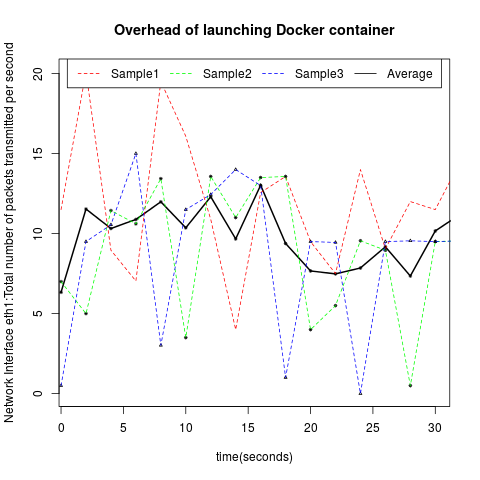 Overhead of launching Docker container
Network Interface eth1:Total number of packets transmitted per second
Sample1 Sample2 Sample3 Average
20
15
10
5
0
0 5 10 15 20 25 30
time(seconds)